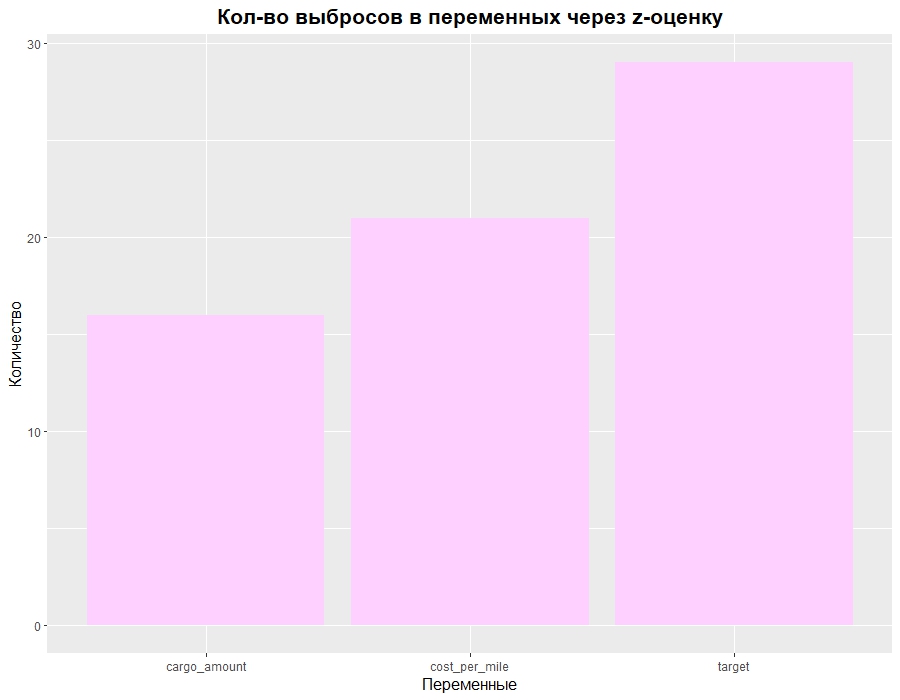 Кол-во выбросов в переменных через z-оценку
30
20
10
0
Количество
cargo_amount cost_per_mile target
Переменные